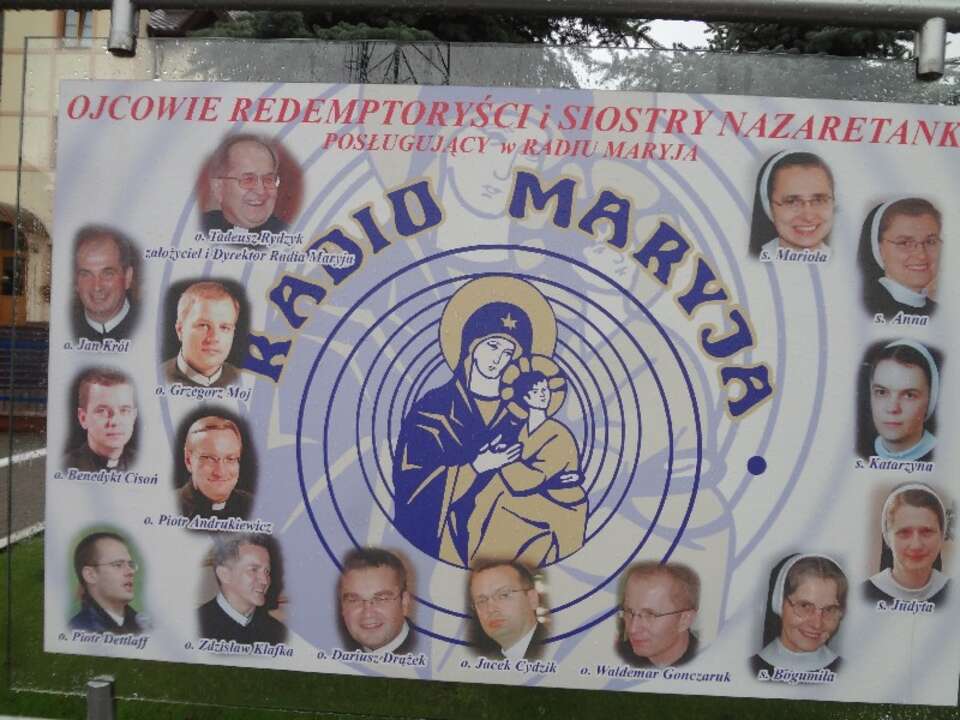 OJCOWIE REDEMPTORYŚCI i SIOSTRY NAZARETANK
POSŁUGUJĄCY w RADIU MARYJA
RADIO MARYJA
o. Tadeusz Rydzyk
założyciel i Dyrektor Radia Maryja
s. Mariola
s. Anna
o. Jan Król
o. Grzegorz Moj
s. Katarzyna
o. Benedykt Cisoń
o. Piotr Andrukiewicz
s. Judyta
o. Piotr Dettlaff
o. Zdzisław Klafka
o. Dariusz Drążek
o. Jacek Cydzik
o. Waldemar Gonczaruk
s. Bogumiła